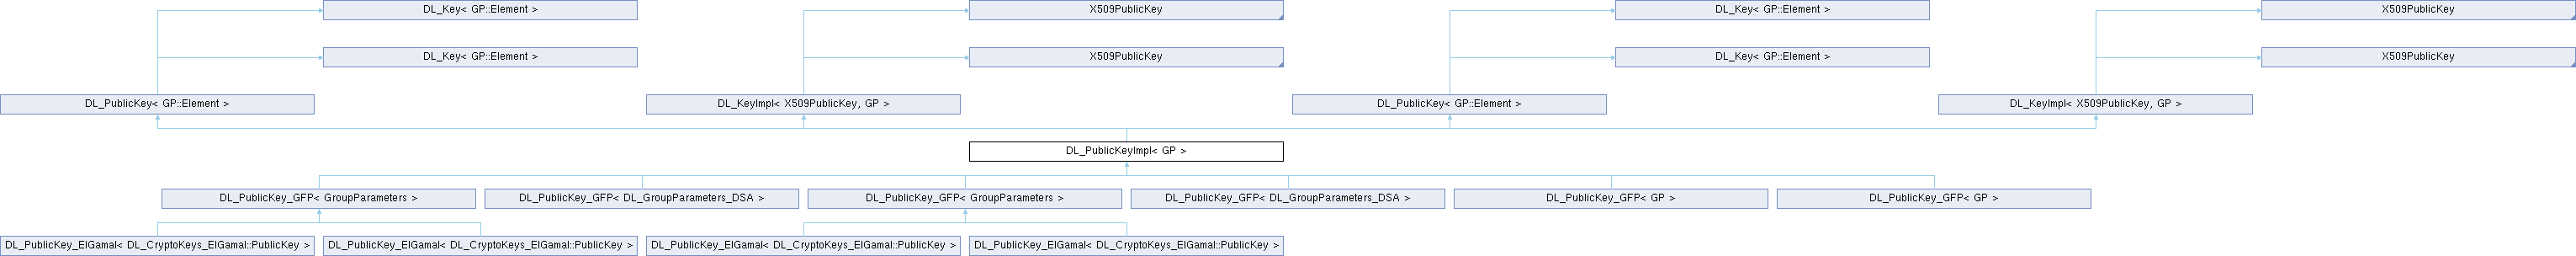 DL_Key< GP::Element >
X509PublicKey
DL_Key< GP::Element >
X509PublicKey
DL_Key< GP::Element >
X509PublicKey
DL_Key< GP::Element >
X509PublicKey
DL_PublicKey< GP::Element >
DL_KeyImpl< X509PublicKey, GP >
DL_PublicKey< GP::Element >
DL_KeyImpl< X509PublicKey, GP >
DL_PublicKeyImpl< GP >
DL_PublicKey_GFP< GroupParameters >
DL_PublicKey_GFP< DL_GroupParameters_DSA >
DL_PublicKey_GFP< GroupParameters >
DL_PublicKey_GFP< DL_GroupParameters_DSA >
DL_PublicKey_GFP< GP >
DL_PublicKey_GFP< GP >
DL_PublicKey_ElGamal< DL_CryptoKeys_ElGamal::PublicKey >
DL_PublicKey_ElGamal< DL_CryptoKeys_ElGamal::PublicKey >
DL_PublicKey_ElGamal< DL_CryptoKeys_ElGamal::PublicKey >
DL_PublicKey_ElGamal< DL_CryptoKeys_ElGamal::PublicKey >